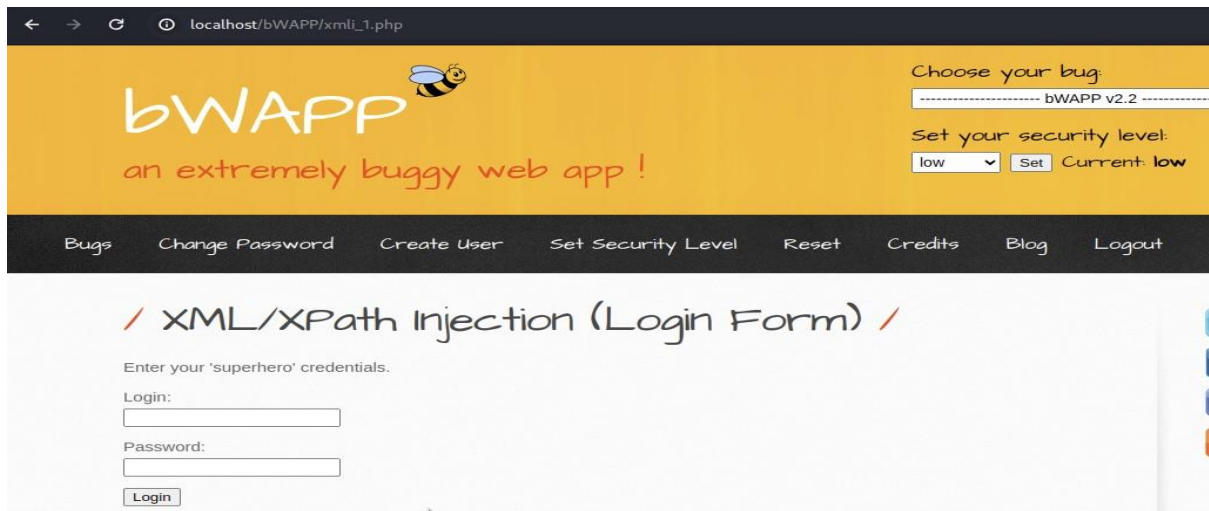 localhost/bWAPP/xmli_1.php
bWAPP
an extremely buggy web app !
Choose your bug:
---------------------- bWAPP v2.2 -----------
Set your security level:
low Set Current: low
Bugs Change Password Create User Set Security Level Reset Credits Blog Logout
/ XML/XPath Injection (Login Form) /
Enter your 'superhero' credentials.
Login:
Password:
Login